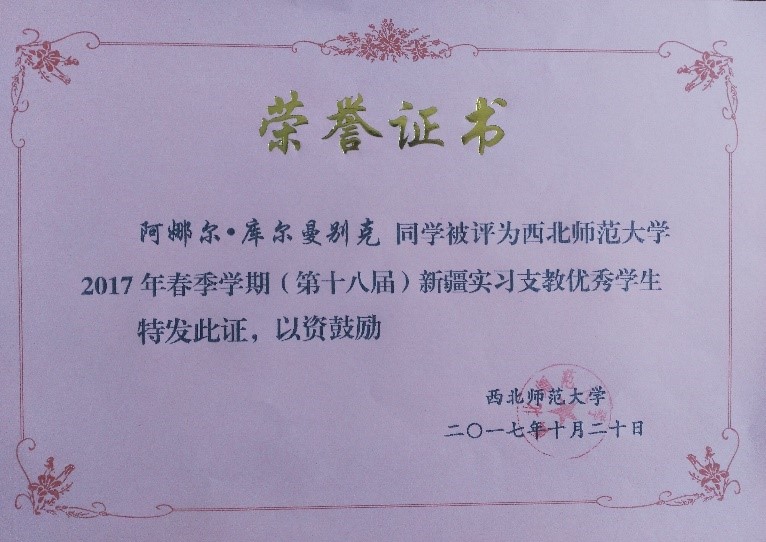 荣誉证书
阿娜尔•库尔曼别克 同学被评为西北师范大学
2017年春季学期（第十八届）新疆实习支教优秀学生
特发此证，以资鼓励
西北师范大学
二〇一七年十月二十日